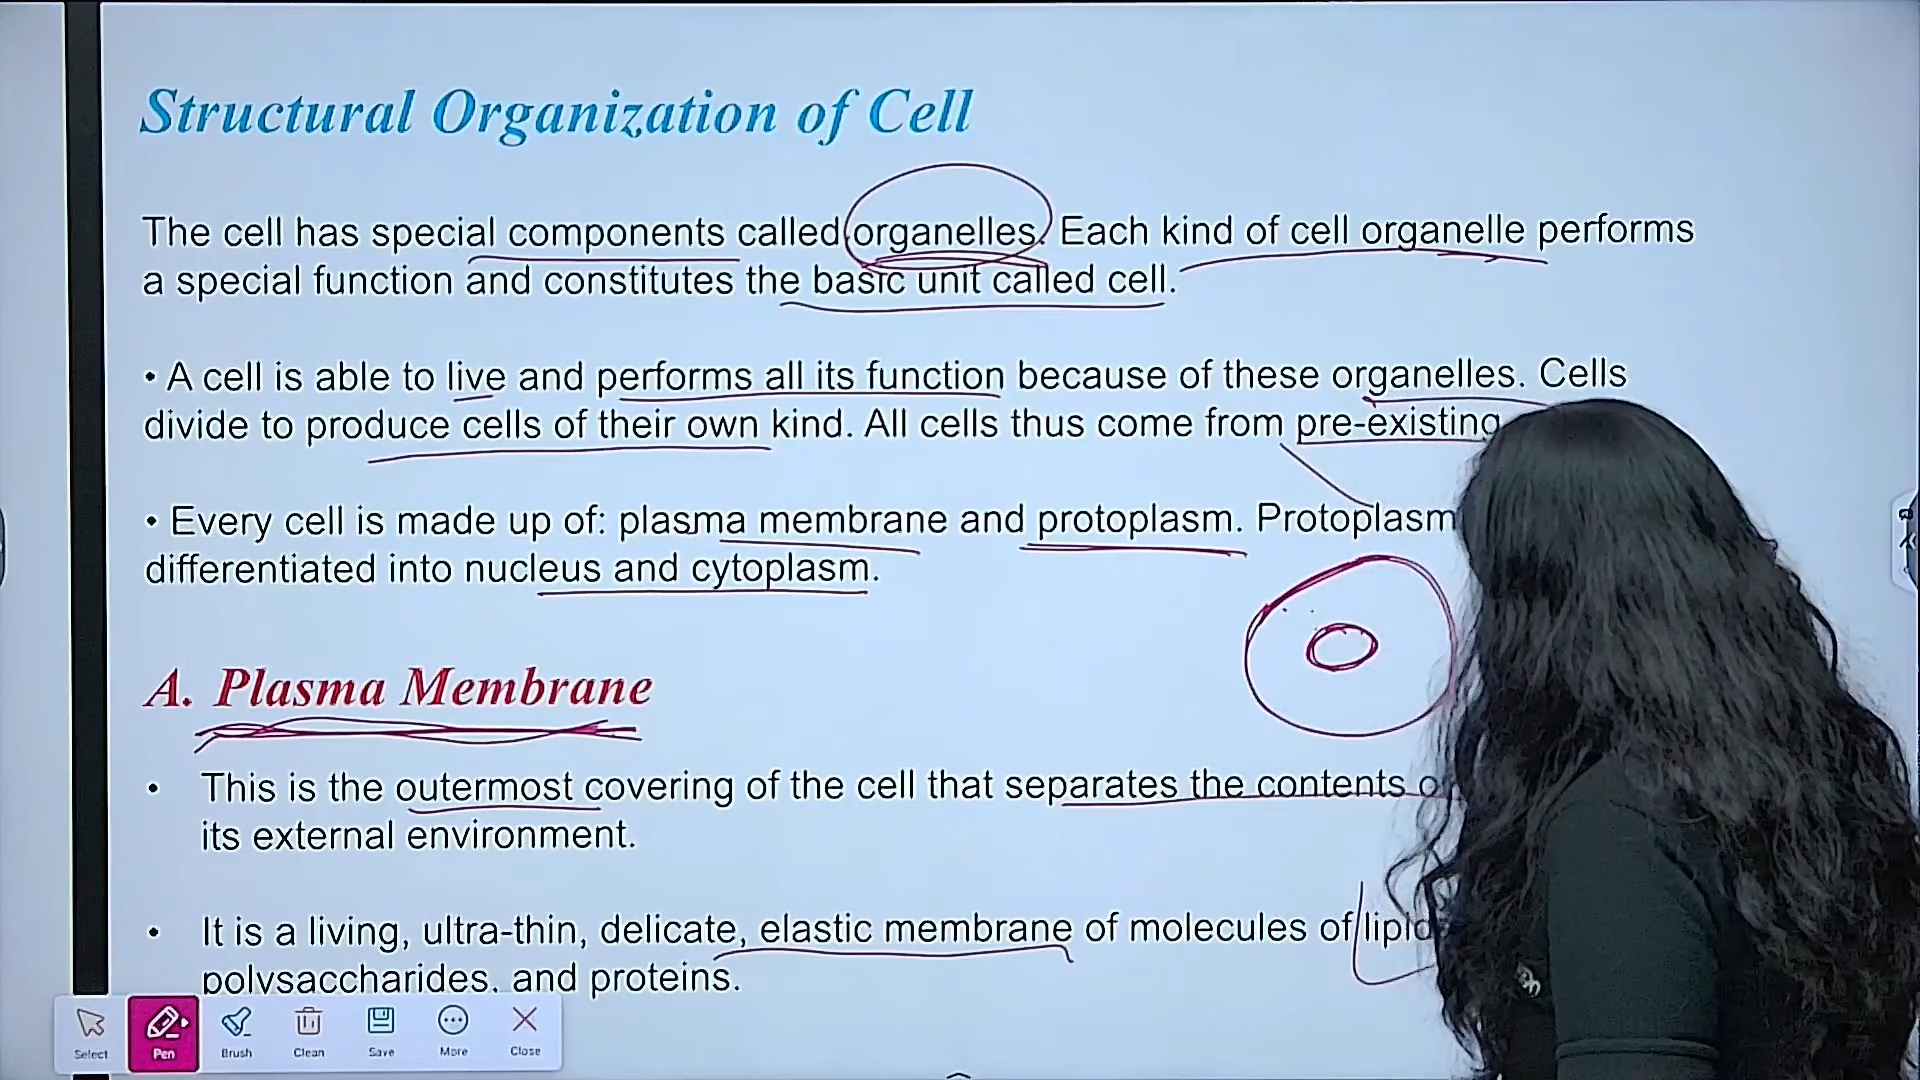 Structural Organization of Cell
The cell has special components called organelles. Each kind of cell organelle performs
a special function and constitutes the basic unit called cell.
• A cell is able to live and performs all its function because of these organelles. Cells
divide to produce cells of their own kind. All cells thus come from pre-existing
• Every cell is made up of: plasma membrane and protoplasm. Protoplasm
differentiated into nucleus and cytoplasm.
A. Plasma Membrane
• This is the outermost covering of the cell that separates the contents
its external environment.
• It is a living, ultra-thin, delicate, elastic membrane of molecules of
polysaccharides, and proteins.
Select Pen Brush Clean Save More Close